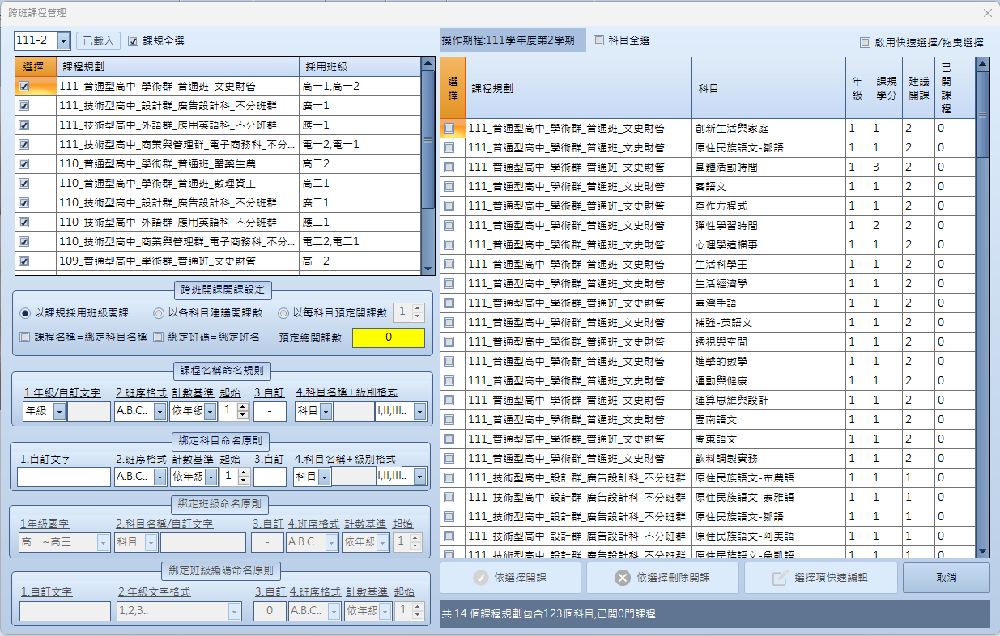 跨班課程管理
111-2 已載入 課規全選
選擇 課程規劃 採用班級
111_普通型高中_學術群_普通班_文史財管 高一1,高一2
111_技術型高中_設計群_廣告設計科_不分班群 廣一1
111_技術型高中_外語群_應用英語科_不分班群 應一1
111_技術型高中_商業與管理群_電子商務科_不分... 電一2,電一1
110_普通型高中_學術群_普通班_醫藥生農 高二2
110_普通型高中_學術群_普通班_數理資工 高二1
110_技術型高中_設計群_廣告設計科_不分班群 廣二1
110_技術型高中_外語群_應用英語科_不分班群 應二1
110_技術型高中_商業與管理群_電子商務科_不分... 電二2,電二1
109_普通型高中_學術群_普通班_文史財管 高三2
跨班開課開課設定
以課規採用班級開課 以各科目建議開課數 以每科目預定開課數 1
課程名稱=綁定科目名稱 綁定班碼=綁定班名 預定總開課數 0
課程名稱命名規則
1.年級/自訂文字 2.班序格式 計數基準 起始 3.自訂 4.科目名稱+級別格式
年級 A.B.C.. 依年級 1 - 科目 I,II,III..
綁定科目命名原則
1.自訂文字 2.班序格式 計數基準 起始 3.自訂 4.科目名稱+級別格式
A.B.C.. 依年級 1 - 科目 I,II,III..
綁定班級命名原則
1年級國字 2.科目名稱/自訂文字 3.自訂 4.班序格式 計數基準 起始
高一~高三 科目 - A.B.C.. 依年級 1
綁定班級編碼命名原則
1.自訂文字 2.年級文字格式 3.自訂 4.班序格式 計數基準 起始
1,2,3.. 0 A.B.C.. 依年級 1
操作期程:111學年度第2學期 科目全選 啟用快速選擇/拖曳選擇
選擇 課程規劃 科目 年級 課規學分 建議開課 已開課程
111_普通型高中_學術群_普通班_文史財管 創新生活與家庭 1 1 2 0
111_普通型高中_學術群_普通班_文史財管 原住民族語文-鄒語 1 1 2 0
111_普通型高中_學術群_普通班_文史財管 團體活動時間 1 3 2 0
111_普通型高中_學術群_普通班_文史財管 客語文 1 1 2 0
111_普通型高中_學術群_普通班_文史財管 寫作方程式 1 1 2 0
111_普通型高中_學術群_普通班_文史財管 彈性學習時間 1 2 2 0
111_普通型高中_學術群_普通班_文史財管 心理學這檔事 1 1 2 0
111_普通型高中_學術群_普通班_文史財管 生活科學王 1 1 2 0
111_普通型高中_學術群_普通班_文史財管 生活經濟學 1 1 2 0
111_普通型高中_學術群_普通班_文史財管 臺灣手語 1 1 2 0
111_普通型高中_學術群_普通班_文史財管 補強-英語文 1 1 2 0
111_普通型高中_學術群_普通班_文史財管 透視與空間 1 1 2 0
111_普通型高中_學術群_普通班_文史財管 進擊的數學 1 1 2 0
111_普通型高中_學術群_普通班_文史財管 運動與健康 1 1 2 0
111_普通型高中_學術群_普通班_文史財管 運算思維與設計 1 1 2 0
111_普通型高中_學術群_普通班_文史財管 閩南語文 1 1 2 0
111_普通型高中_學術群_普通班_文史財管 閩東語文 1 1 2 0
111_普通型高中_學術群_普通班_文史財管 飲料調製實務 1 1 2 0
111_技術型高中_設計群_廣告設計科_不分班群 原住民族語文-布農語 1 1 1 0
111_技術型高中_設計群_廣告設計科_不分班群 原住民族語文-泰雅語 1 1 1 0
111_技術型高中_設計群_廣告設計科_不分班群 原住民族語文-鄒語 1 1 1 0
111_技術型高中_設計群_廣告設計科_不分班群 原住民族語文-阿美語 1 1 1 0
111_技術型高中_設計群_廣告設計科_不分班群 原住民族語文-魯凱語 1 1 1 0
依選擇開課 依選擇刪除開課 選擇項快速編輯 取消
共 14 個課程規劃包含123個科目,已開0門課程